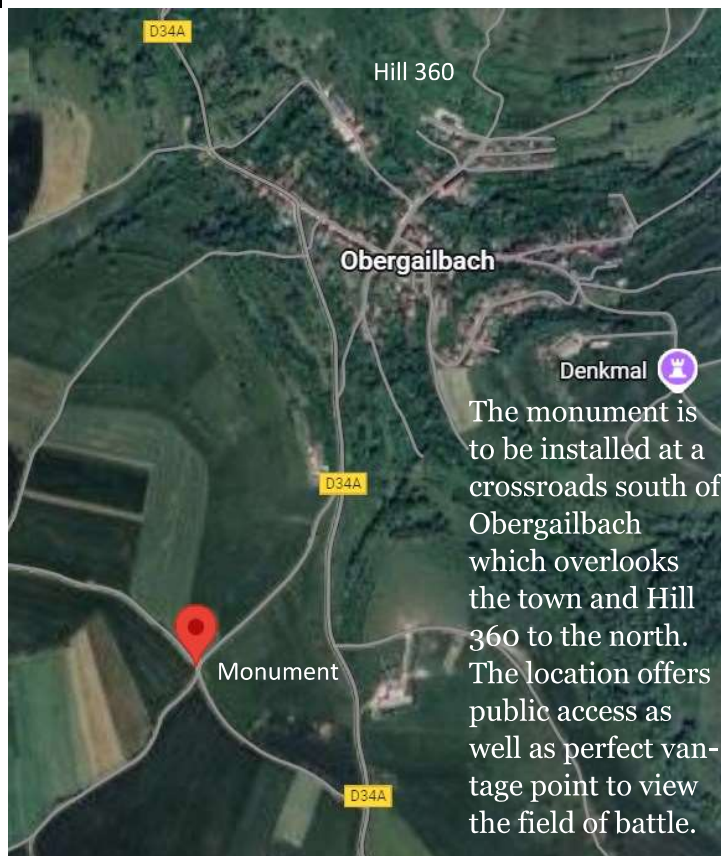 D34A
Hill 360
Obergailbach
Denkmal
The monument is
to be installed at a
crossroads south of
Obergailbach
which overlooks
the town and Hill
360 to the north.
The location offers
public access as
well as perfect van-
tage point to view
the field of battle.
D34A
Monument
D34A